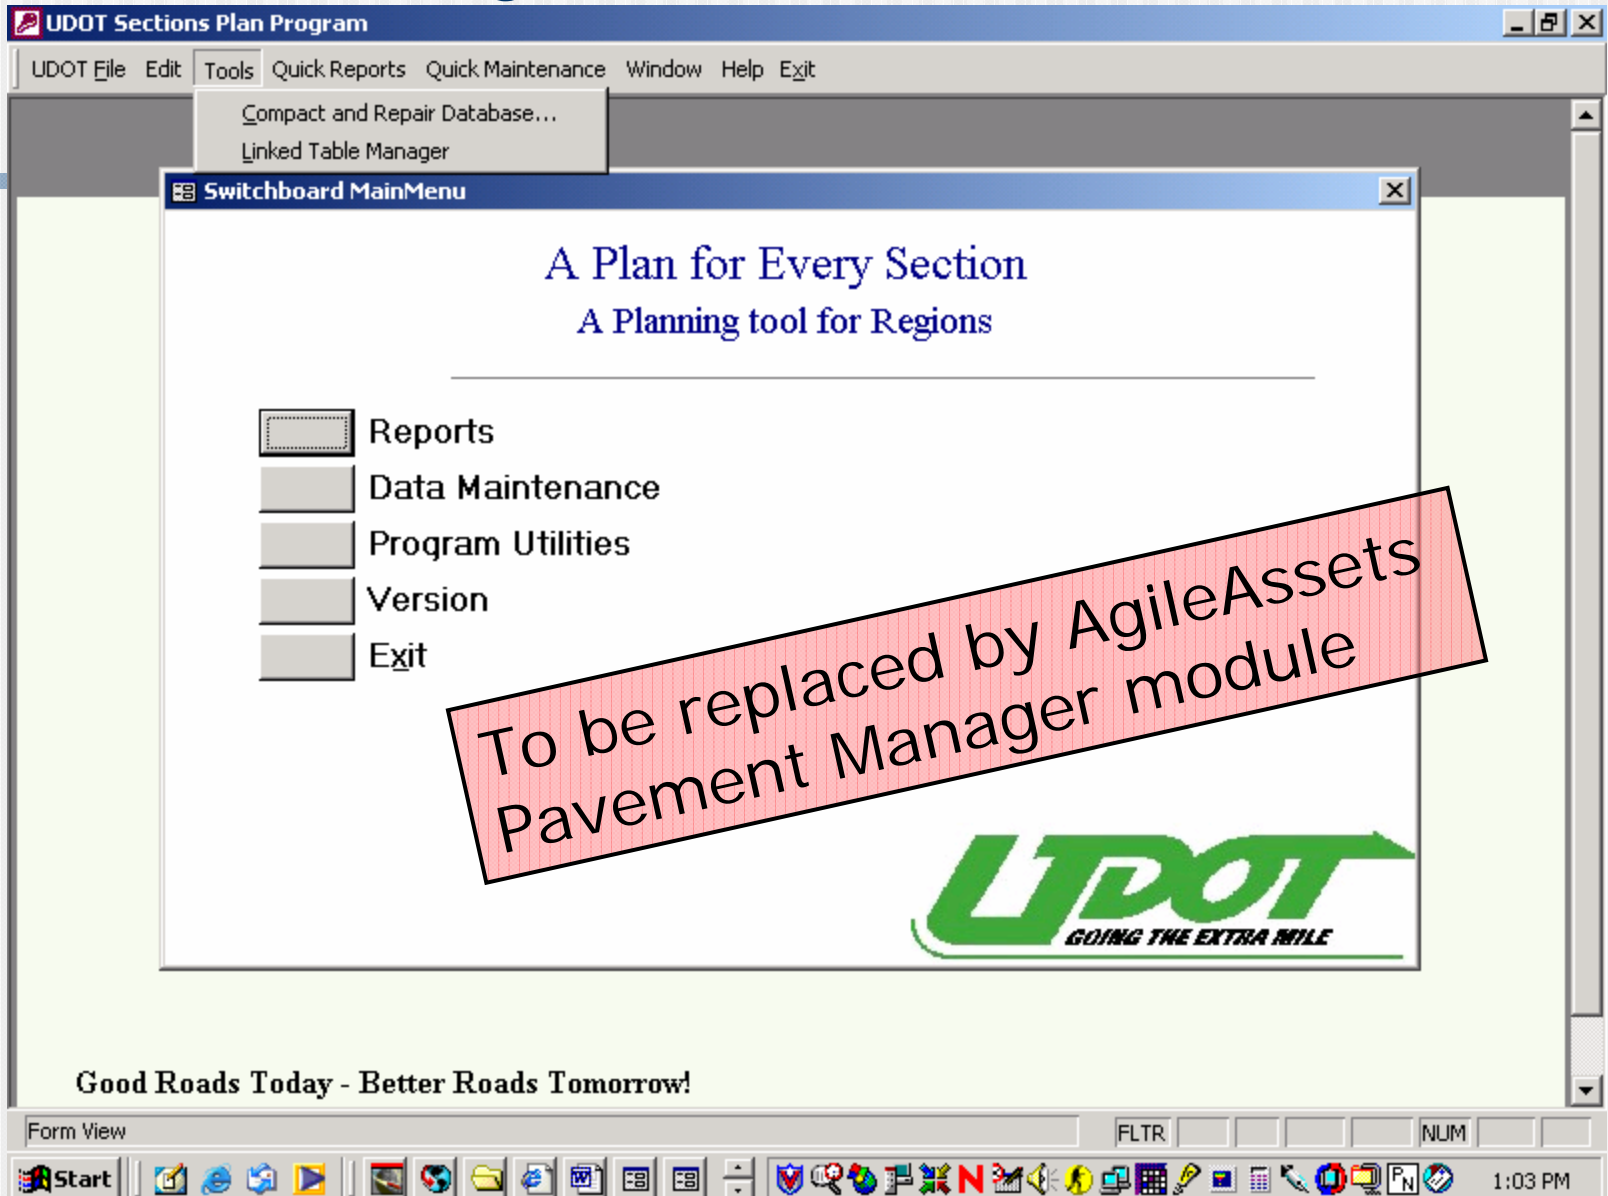 UDOT Sections Plan Program
UDOT File Edit Tools Quick Reports Quick Maintenance Window Help Exit
Compact and Repair Database...
Linked Table Manager
Switchboard MainMenu
A Plan for Every Section
A Planning tool for Regions
Reports
Data Maintenance
Program Utilities
Version
Exit
To be replaced by AgileAssets
Pavement Manager module
UDOT
GOING THE EXTRA MILE
Good Roads Today - Better Roads Tomorrow!
Form View FLTR NUM
Start 1:03 PM